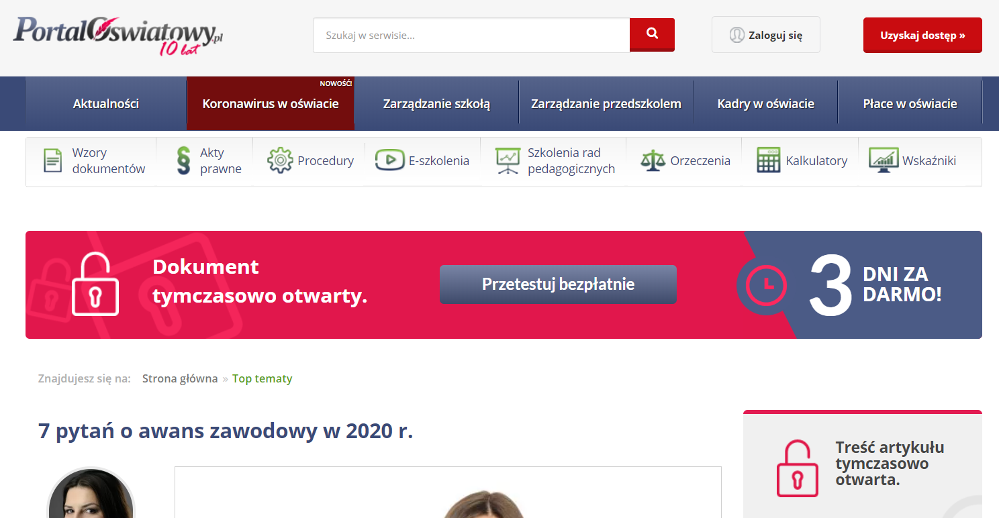 PortalOświatowy.pl
10 lat
Szukaj w serwisie...
Zaloguj się
Uzyskaj dostęp »
Aktualności
NOWOŚĆ!
Koronawirus w oświacie
Zarządzanie szkołą
Zarządzanie przedszkolem
Kadry w oświacie
Płace w oświacie
Wzory
dokumentów
Akty
prawne
Procedury
E-szkolenia
Szkolenia rad
pedagogicznych
Orzeczenia
Kalkulatory
Wskaźniki
Dokument
tymczasowo otwarty.
Przetestuj bezpłatnie
3 DNI ZA
DARMO!
Znajdujesz się na: Strona główna » Top tematy
7 pytań o awans zawodowy w 2020 r.
Treść artykułu
tymczasowo
otwarta.